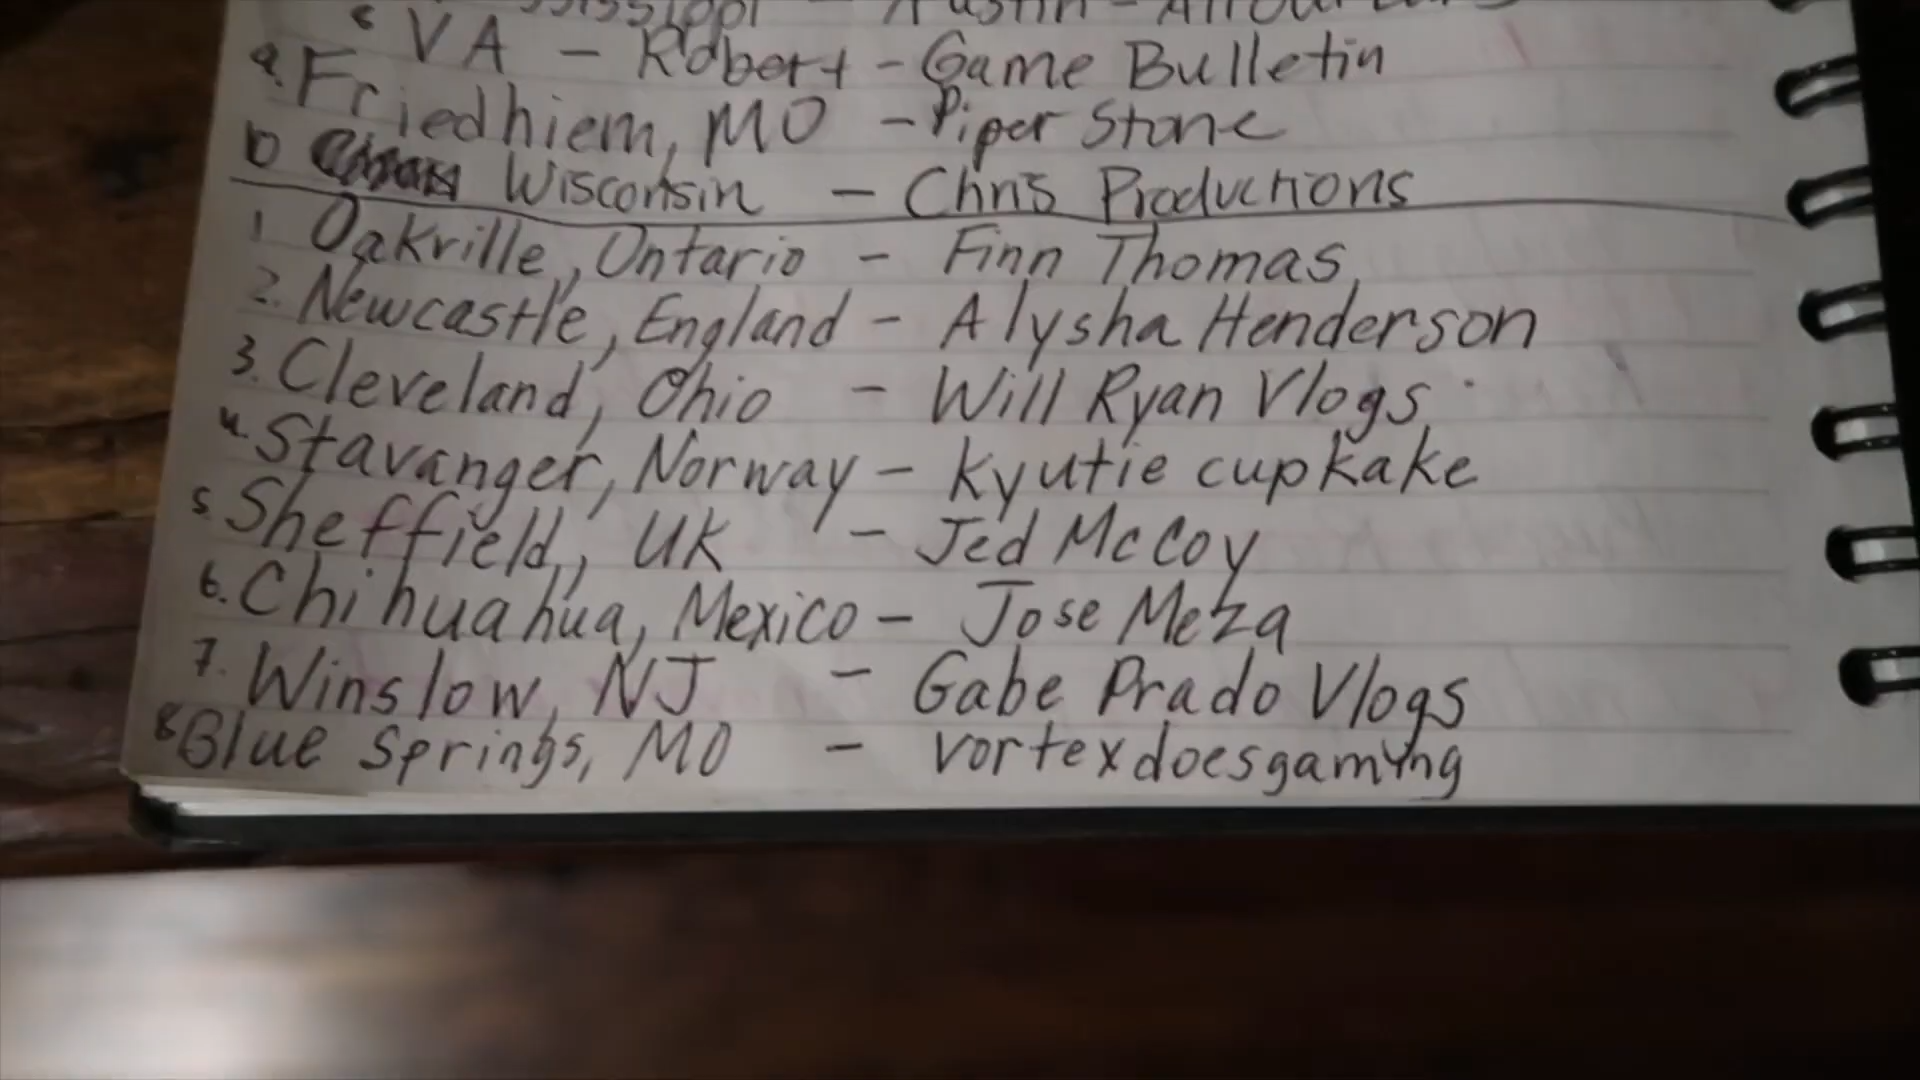 Austin -
VA - Robert - Game Bulletin
9. Friedhiem, MO - Piper Stone
10 Wisconsin - Chris Productions
1 Oakville, Ontario - Finn Thomas
2. Newcastle, England - Alysha Henderson
3. Cleveland, Ohio - Will Ryan Vlogs
4. Stavanger, Norway - Kyutie cupkake
5. Sheffield, UK - Jed McCoy
6. Chihuahua, Mexico - Jose Meza
7. Winslow, NJ - Gabe Prado Vlogs
8 Blue Springs, MO - vortexdoesgaming